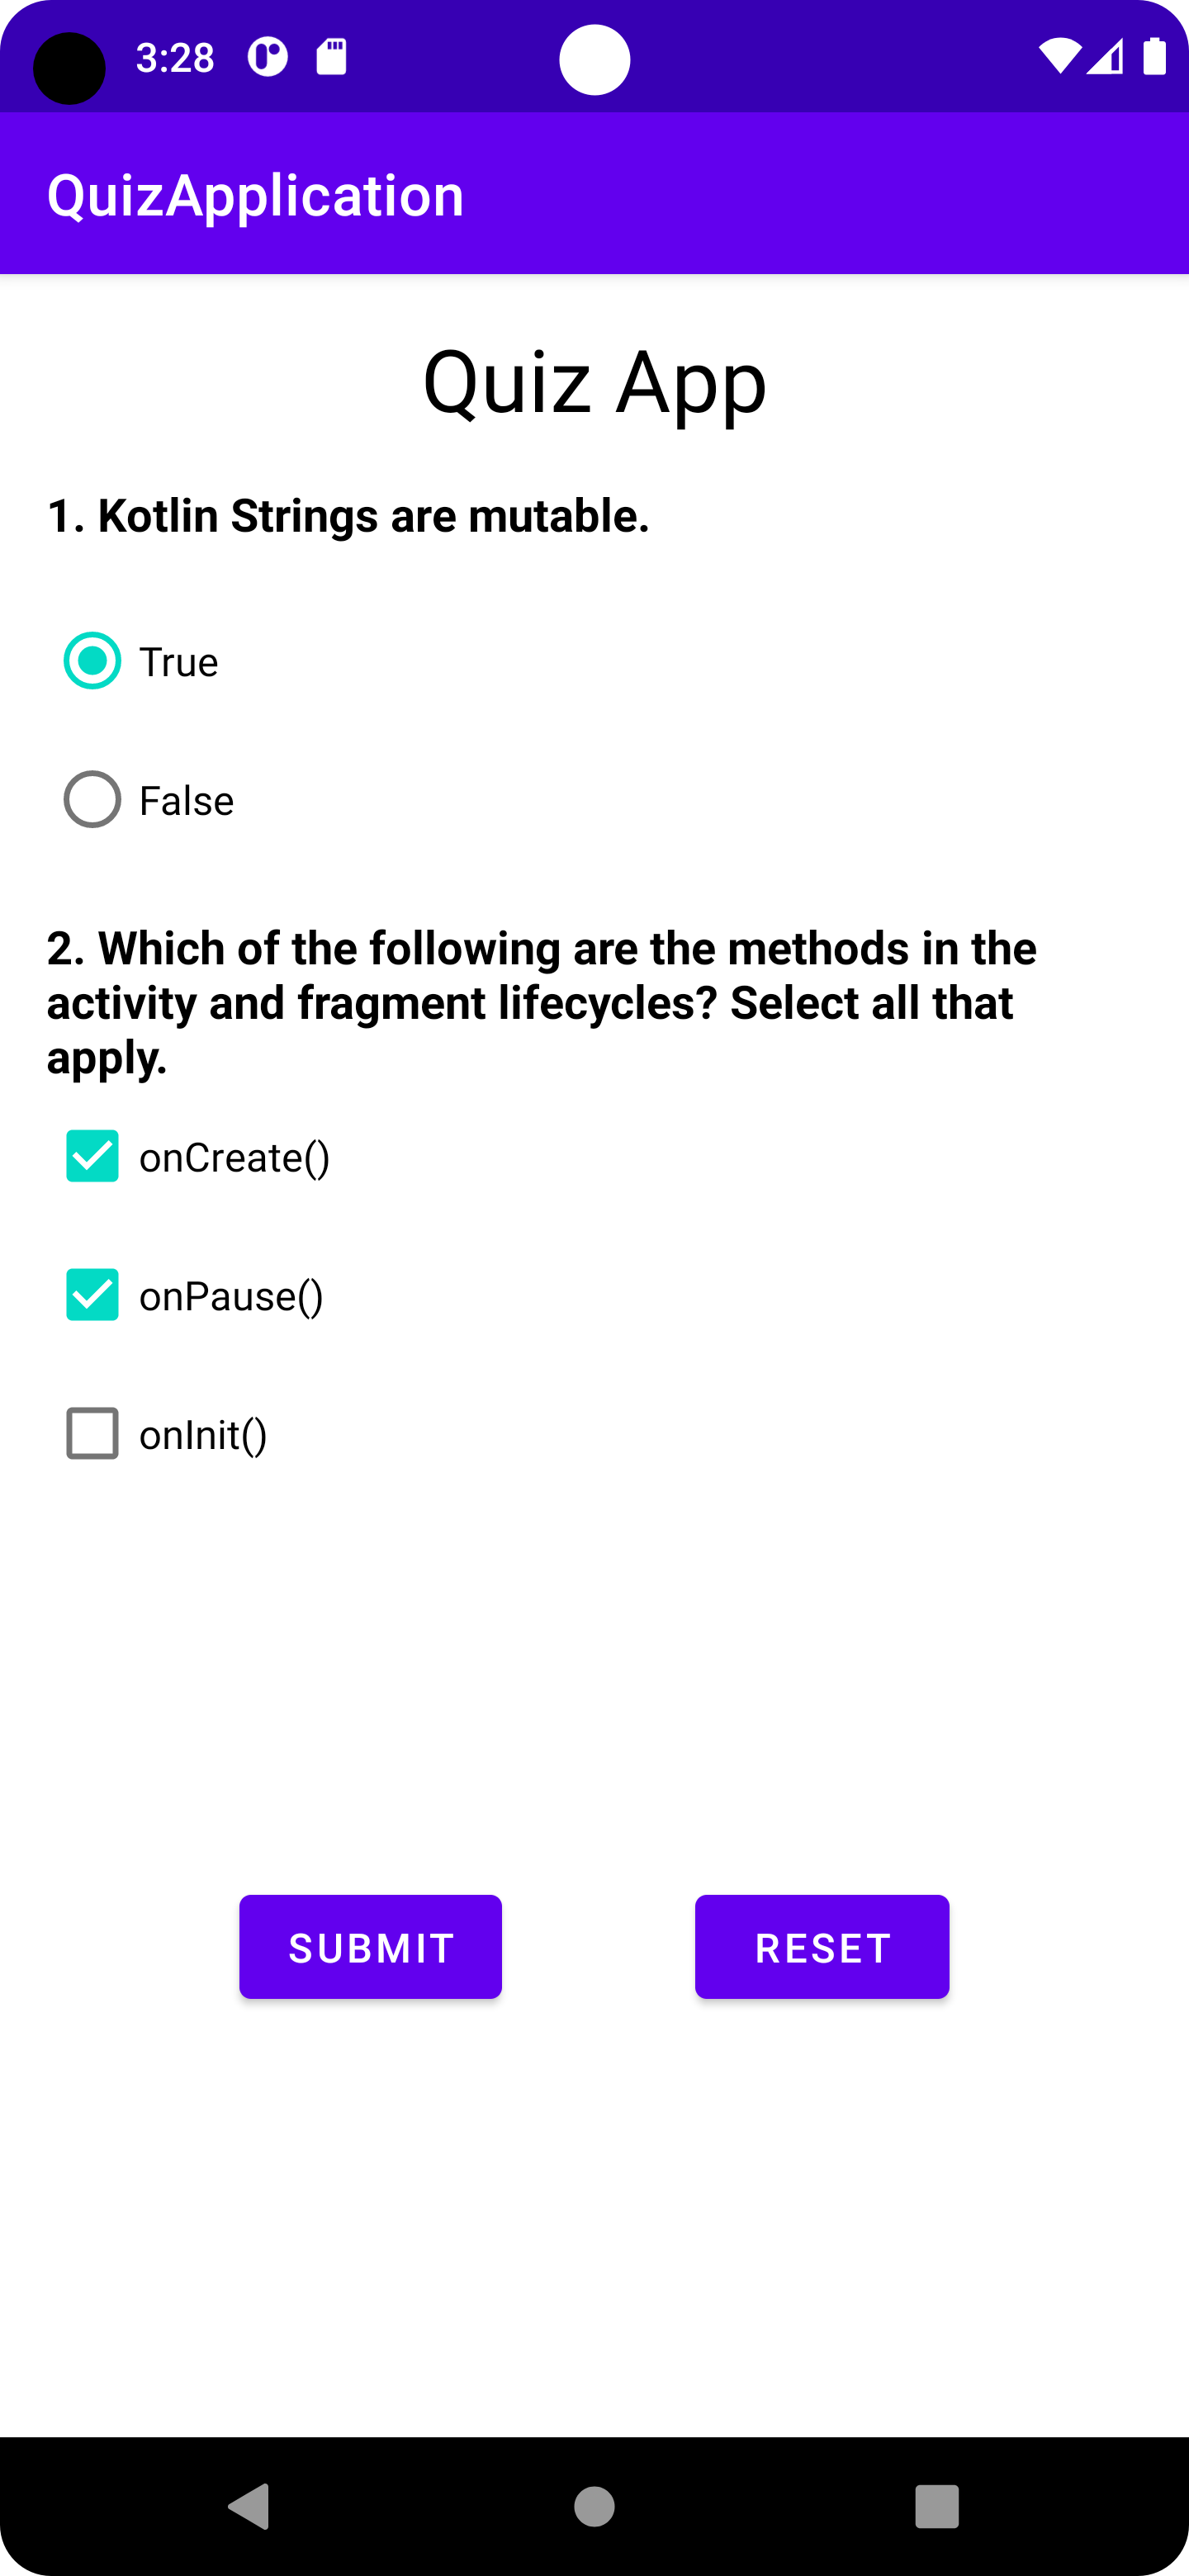 3:28
QuizApplication
Quiz App
1. Kotlin Strings are mutable.
True
False
2. Which of the following are the methods in the
activity and fragment lifecycles? Select all that
apply.
onCreate()
onPause()
onInit()
SUBMIT
RESET